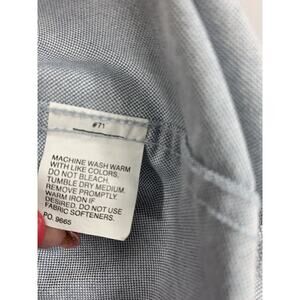 #71
MACHINE WASH WARM
WITH LIKE COLORS,
DO NOT BLEACH.
TUMBLE DRY MEDIUM.
REMOVE PROMPTLY.
WARM IRON IF
DESIRED. DO NOT USE
FABRIC SOFTENERS.
PO. 9665